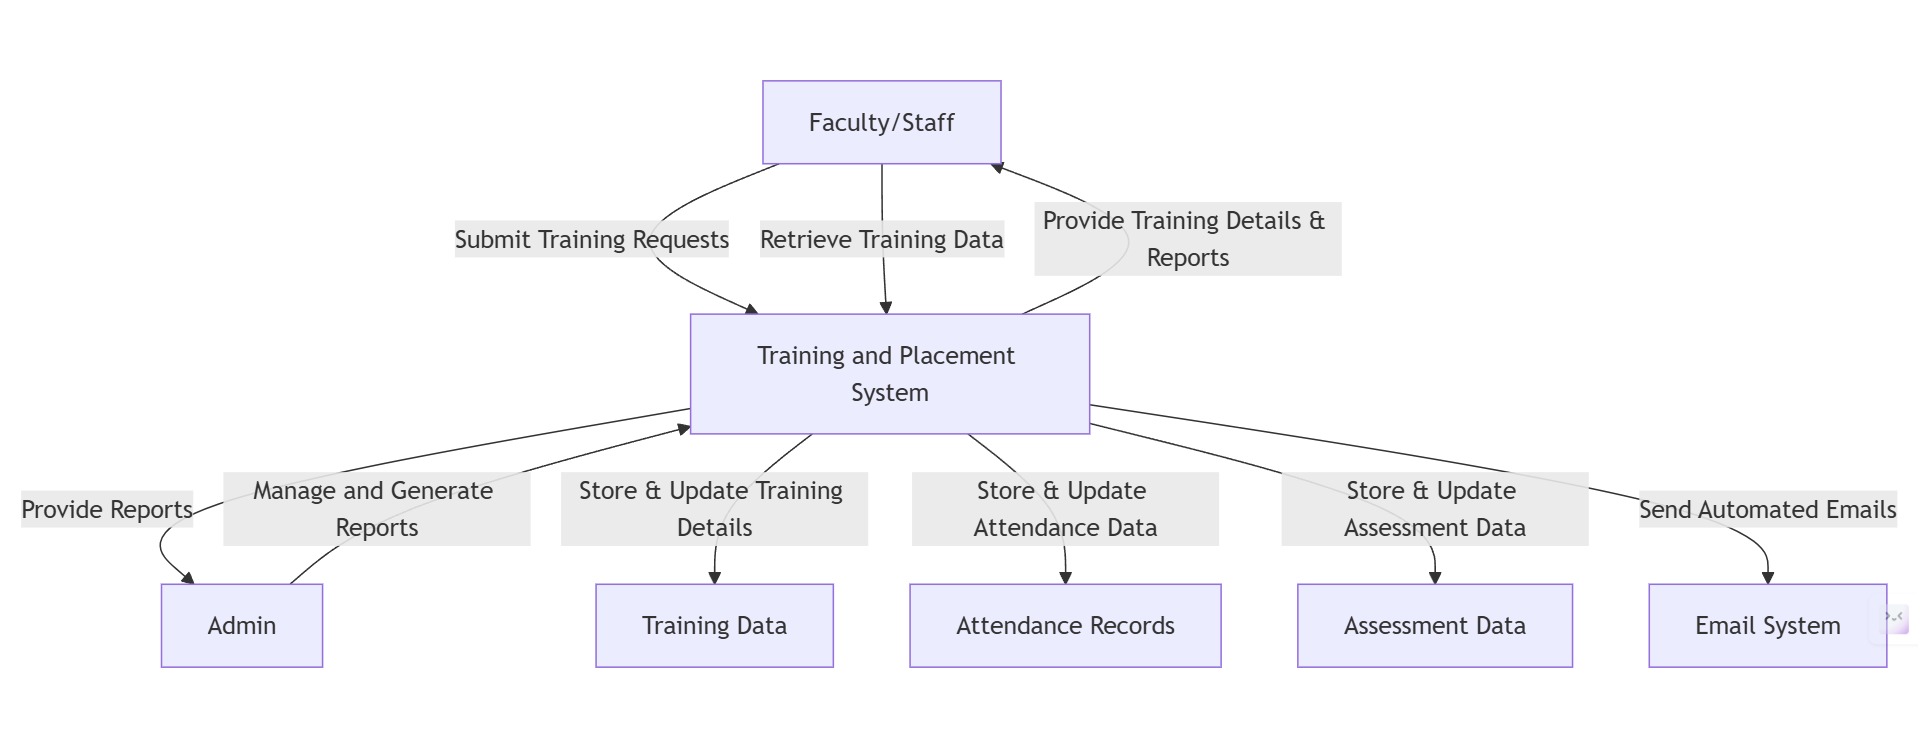 Faculty/Staff
Submit Training Requests
Retrieve Training Data
Provide Training Details &
Reports
Training and Placement
System
Provide Reports
Manage and Generate
Reports
Store & Update Training
Details
Store & Update
Attendance Data
Store & Update
Assessment Data
Send Automated Emails
Admin
Training Data
Attendance Records
Assessment Data
Email System